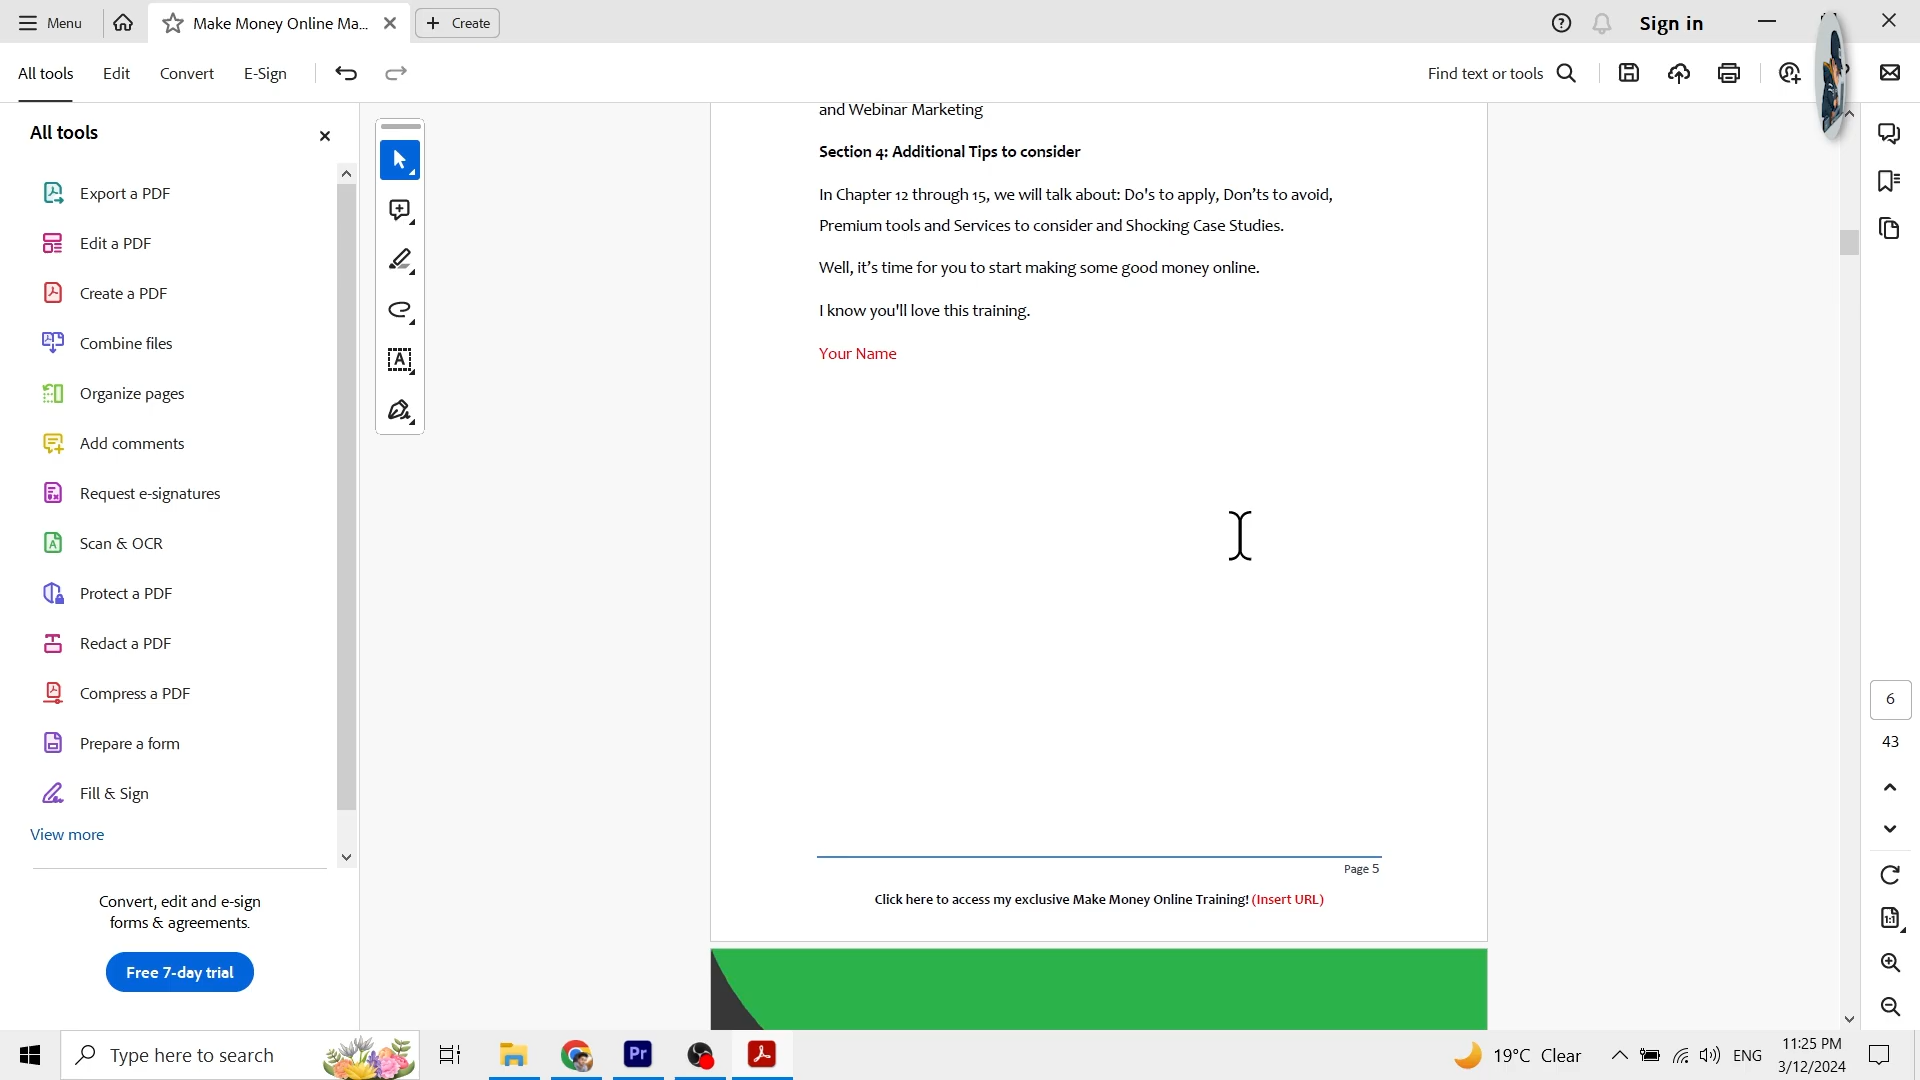 Menu
Make Money Online Ma...
Create
Sign in
All tools
Edit
Convert
E-Sign
Find text or tools
All tools
Export a PDF
Edit a PDF
Create a PDF
Combine files
Organize pages
Add comments
Request e-signatures
Scan & OCR
Protect a PDF
Redact a PDF
Compress a PDF
Prepare a form
Fill & Sign
View more
Convert, edit and e-sign
forms & agreements.
Free 7-day trial
and Webinar Marketing
Section 4: Additional Tips to consider
In Chapter 12 through 15, we will talk about: Do's to apply, Don’ts to avoid,
Premium tools and Services to consider and Shocking Case Studies.
Well, it’s time for you to start making some good money online.
I know you'll love this training.
Your Name
Page 5
Click here to access my exclusive Make Money Online Training! (Insert URL)
6
43
Type here to search
Pr
19°C Clear
ENG
11:25 PM
3/12/2024